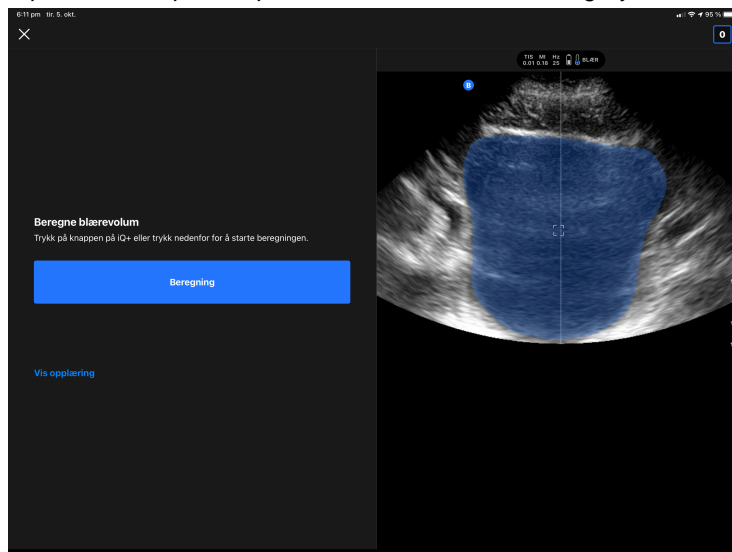 6:11 pm tir. 5. okt.
95 %
0
TIS MI Hz
0.01 0.18 25
BLÆR
B
Beregne blærevolum
Trykk på knappen på iQ+ eller trykk nedenfor for å starte beregningen.
Beregning
Vis opplæring